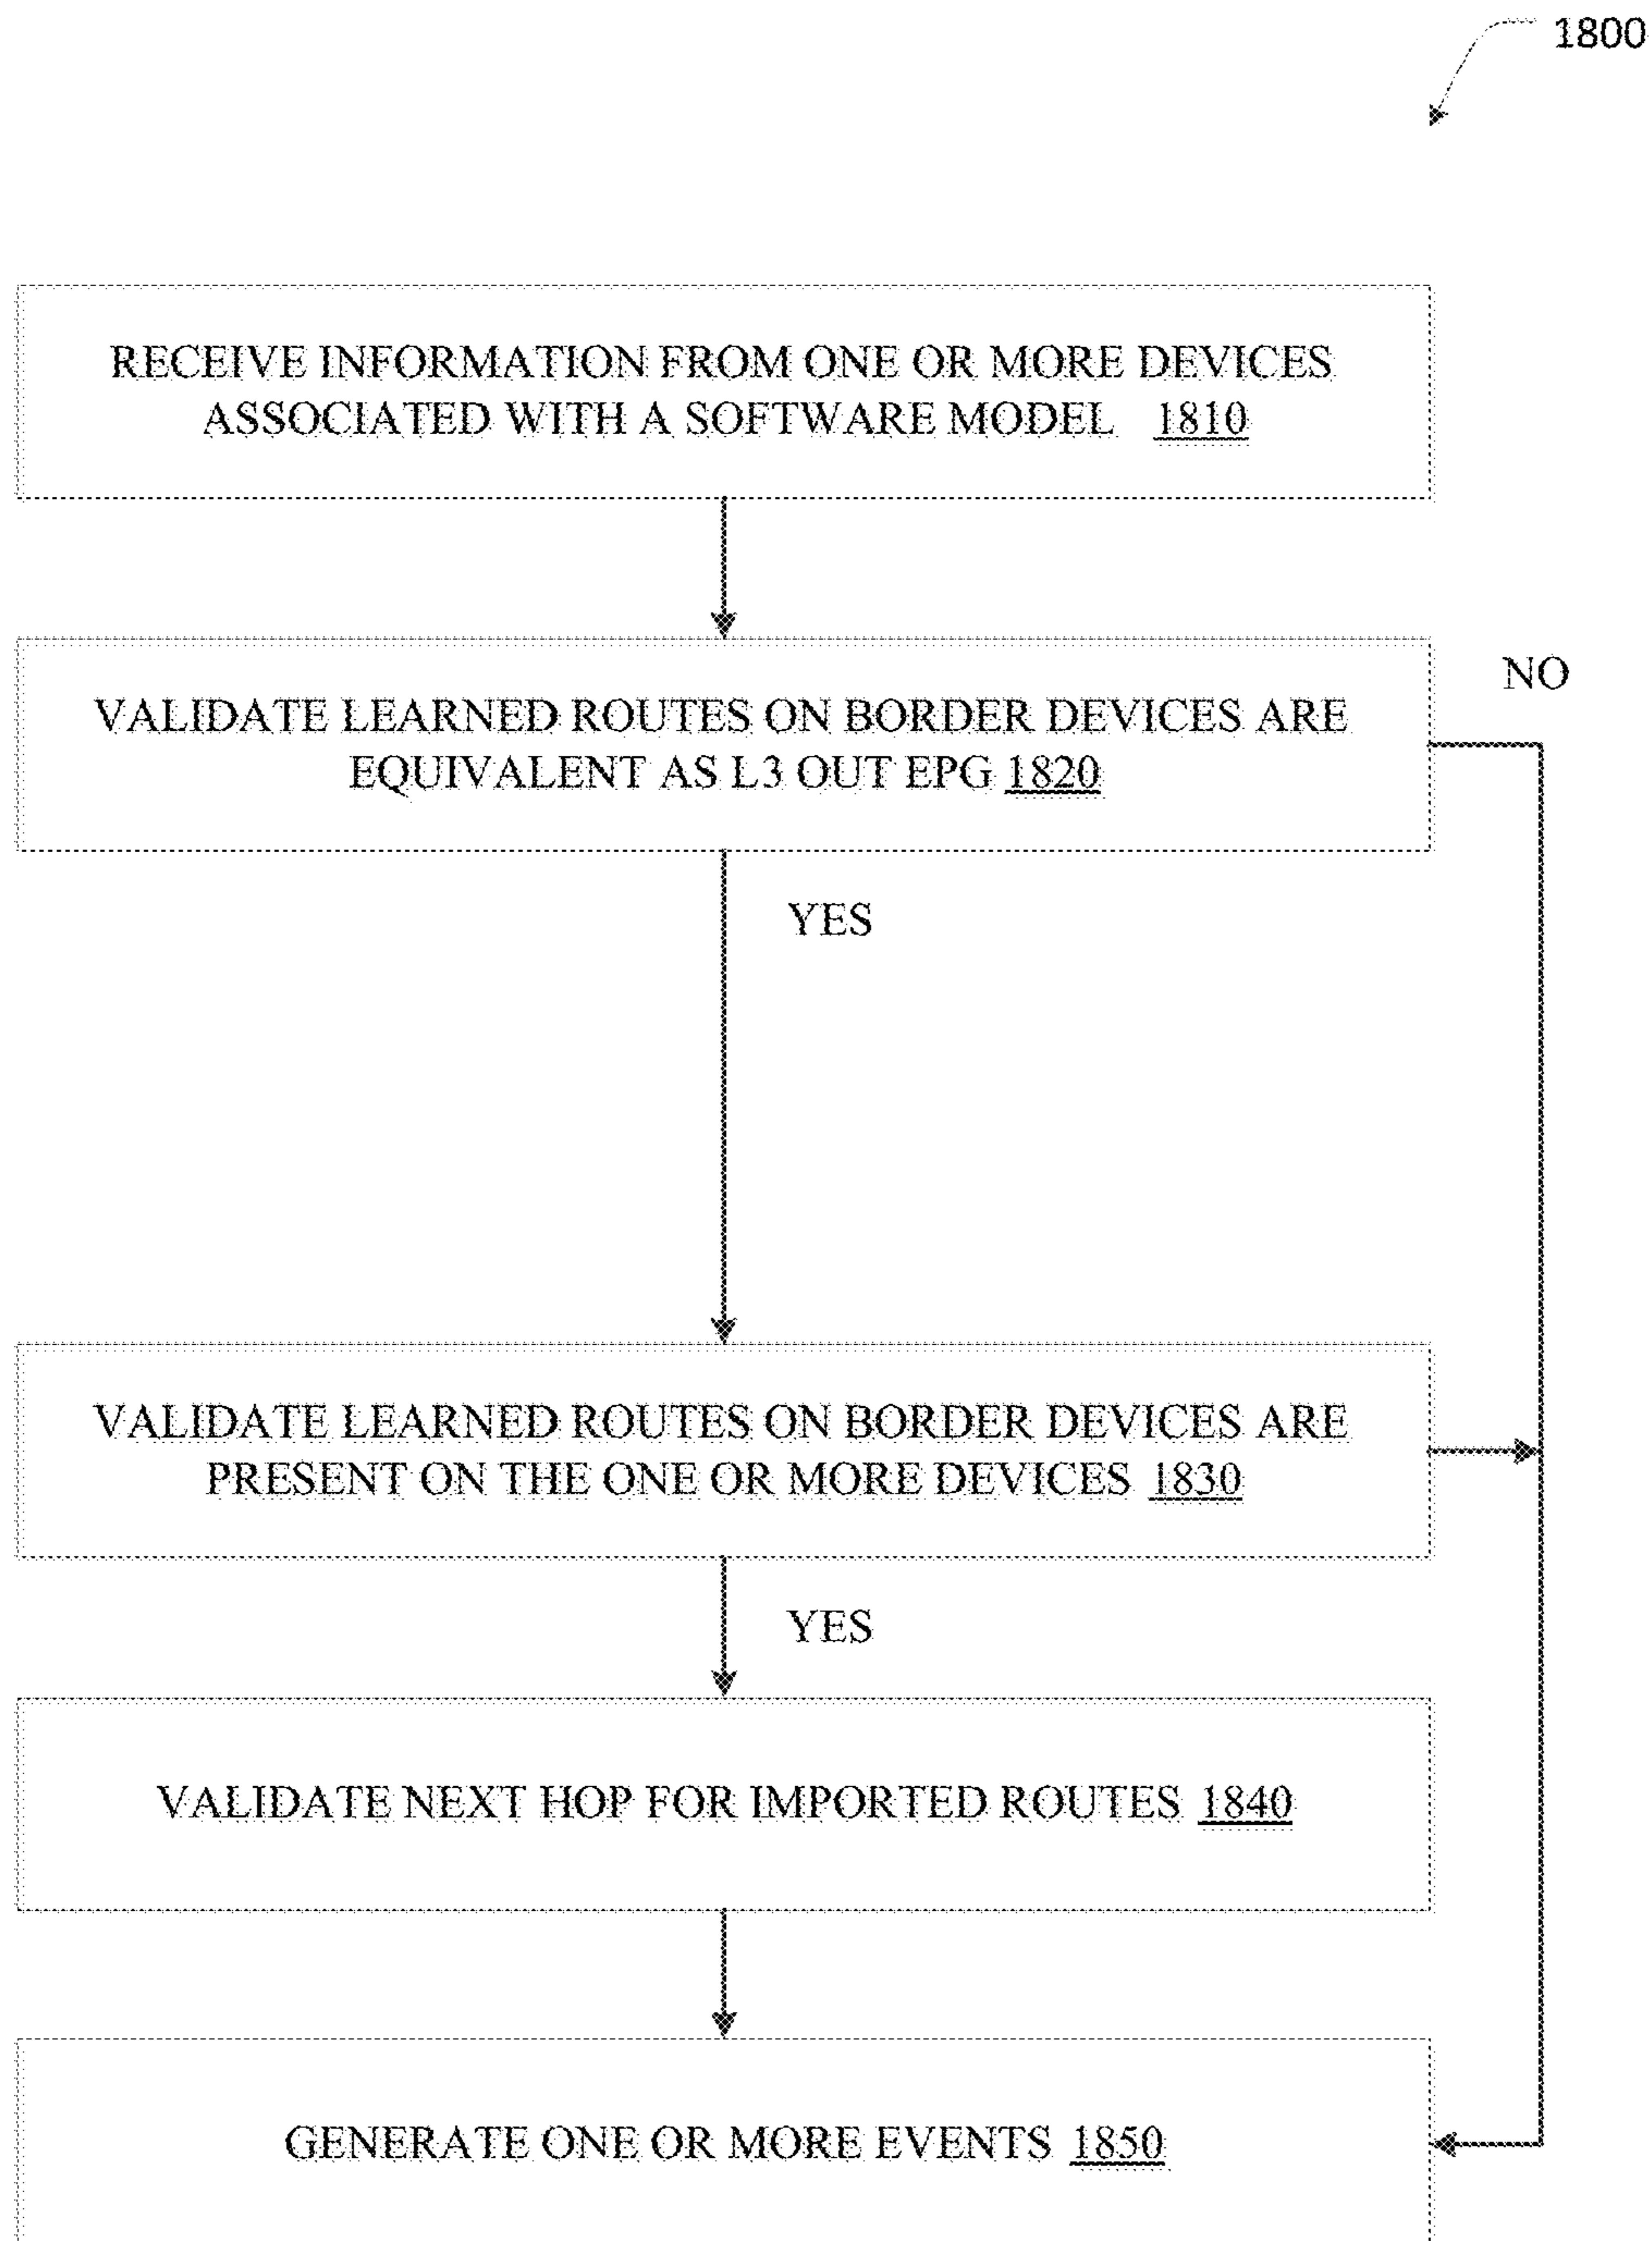 1800
RECEIVE INFORMATION FROM ONE OR MORE DEVICES
ASSOCIATED WITH A SOFTWARE MODEL 1810
VALIDATE LEARNED ROUTES ON BORDER DEVICES ARE
EQUIVALENT AS L3 OUT EPG 1820
NO
YES
VALIDATE LEARNED ROUTES ON BORDER DEVICES ARE
PRESENT ON THE ONE OR MORE DEVICES 1830
YES
VALIDATE NEXT HOP FOR IMPORTED ROUTES 1840
GENERATE ONE OR MORE EVENTS 1850